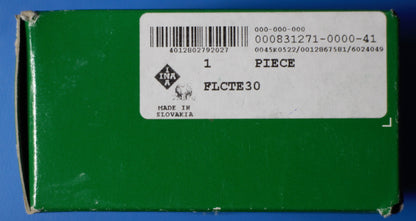 000-000-000
000831271-0000-41
0045K0522/0012867581/6024049
4012802792027
1 PIECE
INA
FLCTE30
MADE IN
SLOVAKIA